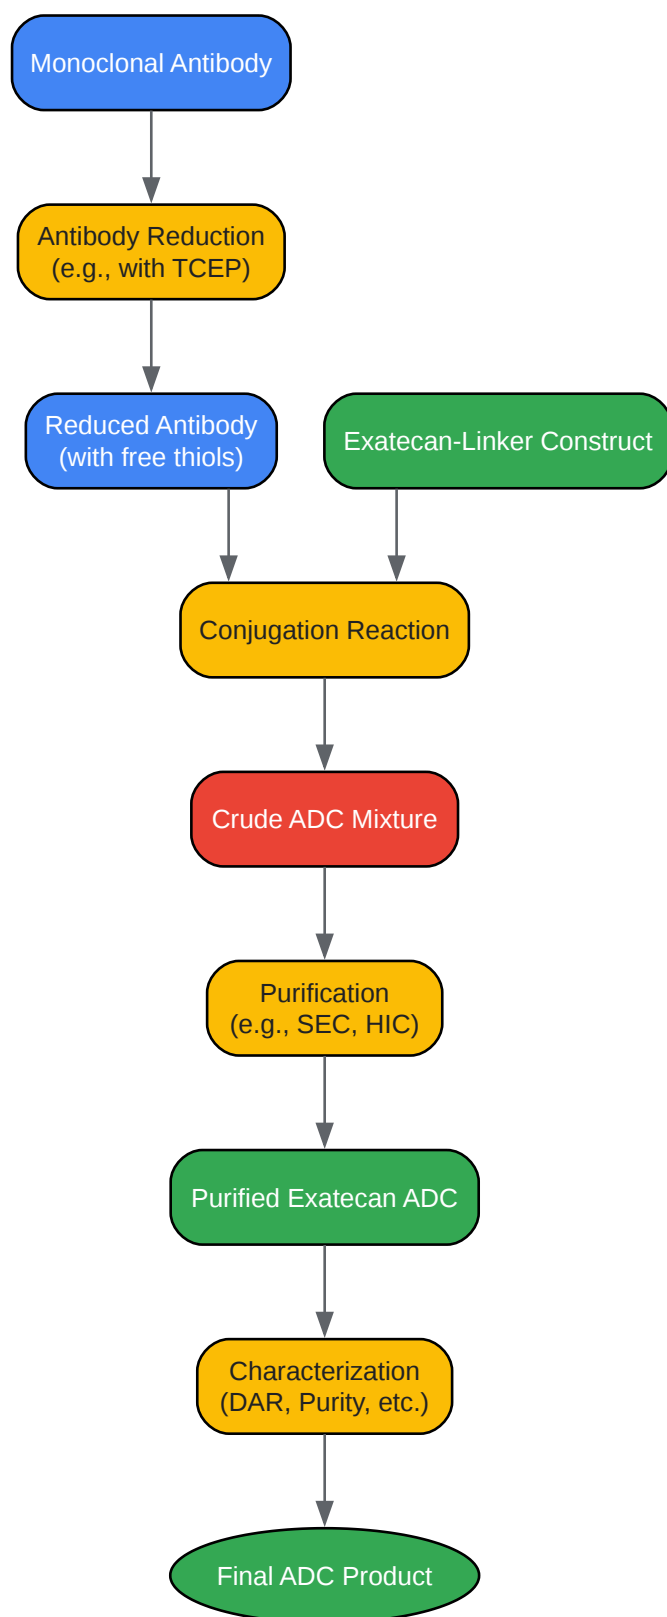 Monoclonal Antibody
Antibody Reduction
(e.g., with TCEP)
Reduced Antibody
(with free thiols)
Exatecan-Linker Construct
Conjugation Reaction
Crude ADC Mixture
Purification
(e.g., SEC, HIC)
Purified Exatecan ADC
Characterization
(DAR, Purity, etc.)
Final ADC Product